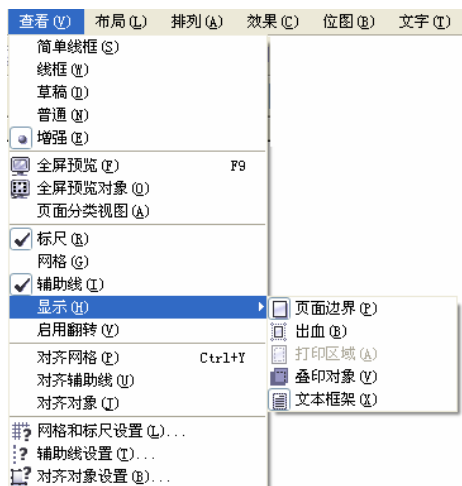 查看(V) 布局(L) 排列(A) 效果(C) 位图(B) 文字(T)
简单线框(S)
线框(W)
草稿(D)
普通(N)
增强(E)
全屏预览(F) F9
全屏预览对象(O)
页面分类视图(A)
标尺(R)
网格(G)
辅助线(I)
显示(H)
启用翻转(V)
对齐网格(P) Ctrl+Y
对齐辅助线(U)
对齐对象(J)
网格和标尺设置(L)...
辅助线设置(T)...
对齐对象设置(B)...
页面边界(P)
出血(B)
打印区域(A)
叠印对象(V)
文本框架(X)